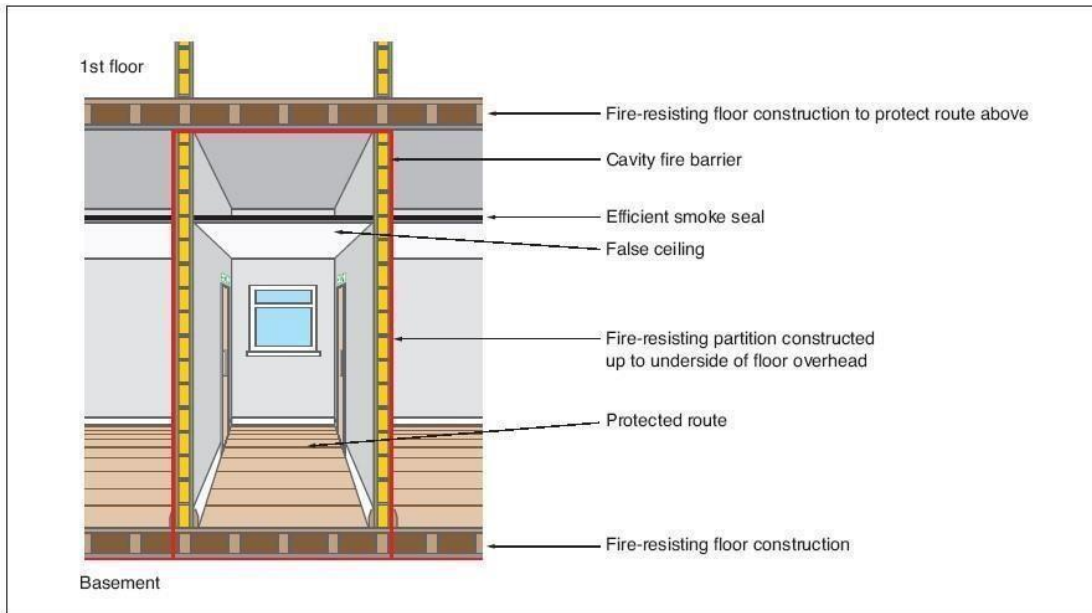 1st floor
Fire-resisting floor construction to protect route above
Cavity fire barrier
Efficient smoke seal
False ceiling
Fire-resisting partition constructed
up to underside of floor overhead
Protected route
Fire-resisting floor construction
Basement